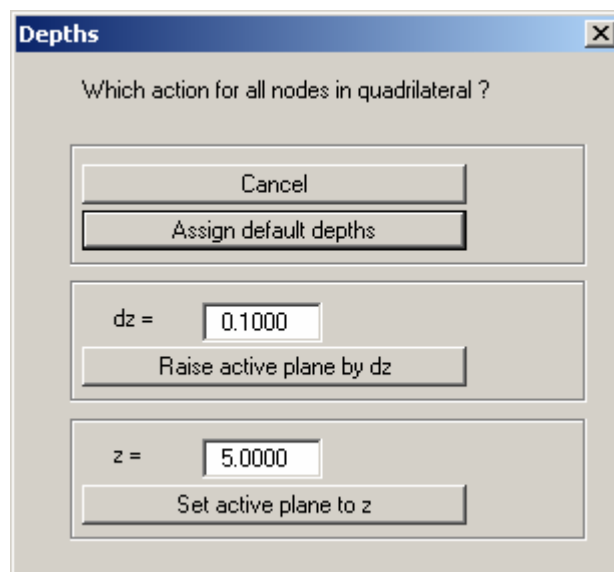 Depths
Which action for all nodes in quadrilateral ?
Cancel
Assign default depths
dz = 0.1000
Raise active plane by dz
z = 5.0000
Set active plane to z